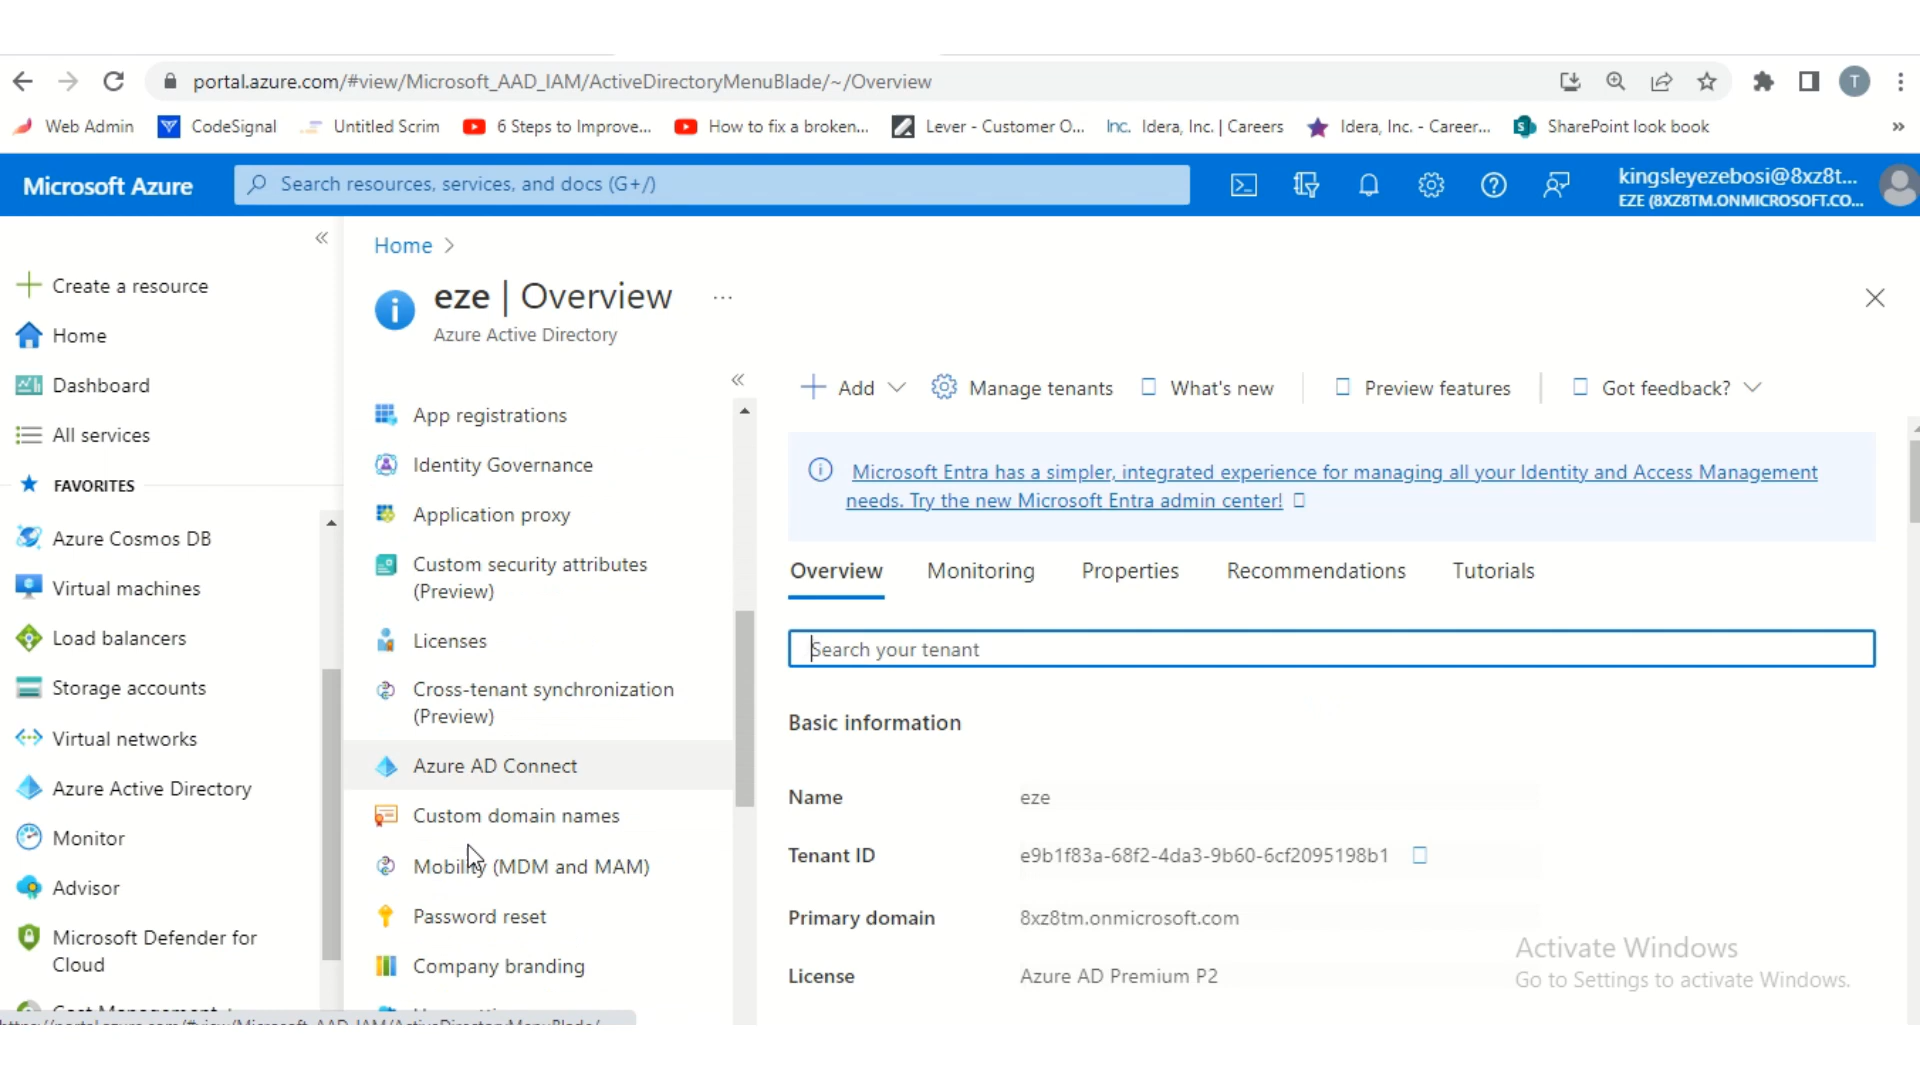 portal.azure.com/#view/Microsoft_AAD_IAM/ActiveDirectoryMenuBlade/~/Overview
T
Web Admin
CodeSignal
Untitled Scrim
6 Steps to Improve...
How to fix a broken...
Lever - Customer O...
Inc. Idera, Inc. | Careers
Idera, Inc. - Career...
SharePoint look book
»
Microsoft Azure
Search resources, services, and docs (G+/)
kingsleyezebosi@8xz8t...
EZE (8XZ8TM.ONMICROSOFT.CO...
Create a resource
Home
Dashboard
All services
FAVORITES
Azure Cosmos DB
Virtual machines
Load balancers
Storage accounts
Virtual networks
Azure Active Directory
Monitor
Advisor
Microsoft Defender for
Cloud
Home >
eze | Overview ...
Azure Active Directory
App registrations
Identity Governance
Application proxy
Custom security attributes
(Preview)
Licenses
Cross-tenant synchronization
(Preview)
Azure AD Connect
Custom domain names
Mobility (MDM and MAM)
Password reset
Company branding
Add
Manage tenants
What's new
Preview features
Got feedback?
Microsoft Entra has a simpler, integrated experience for managing all your Identity and Access Management
needs. Try the new Microsoft Entra admin center!
Overview
Monitoring
Properties
Recommendations
Tutorials
Search your tenant
Basic information
Name eze
Tenant ID e9b1f83a-68f2-4da3-9b60-6cf2095198b1
Primary domain 8xz8tm.onmicrosoft.com
License Azure AD Premium P2
Activate Windows
Go to Settings to activate Windows.